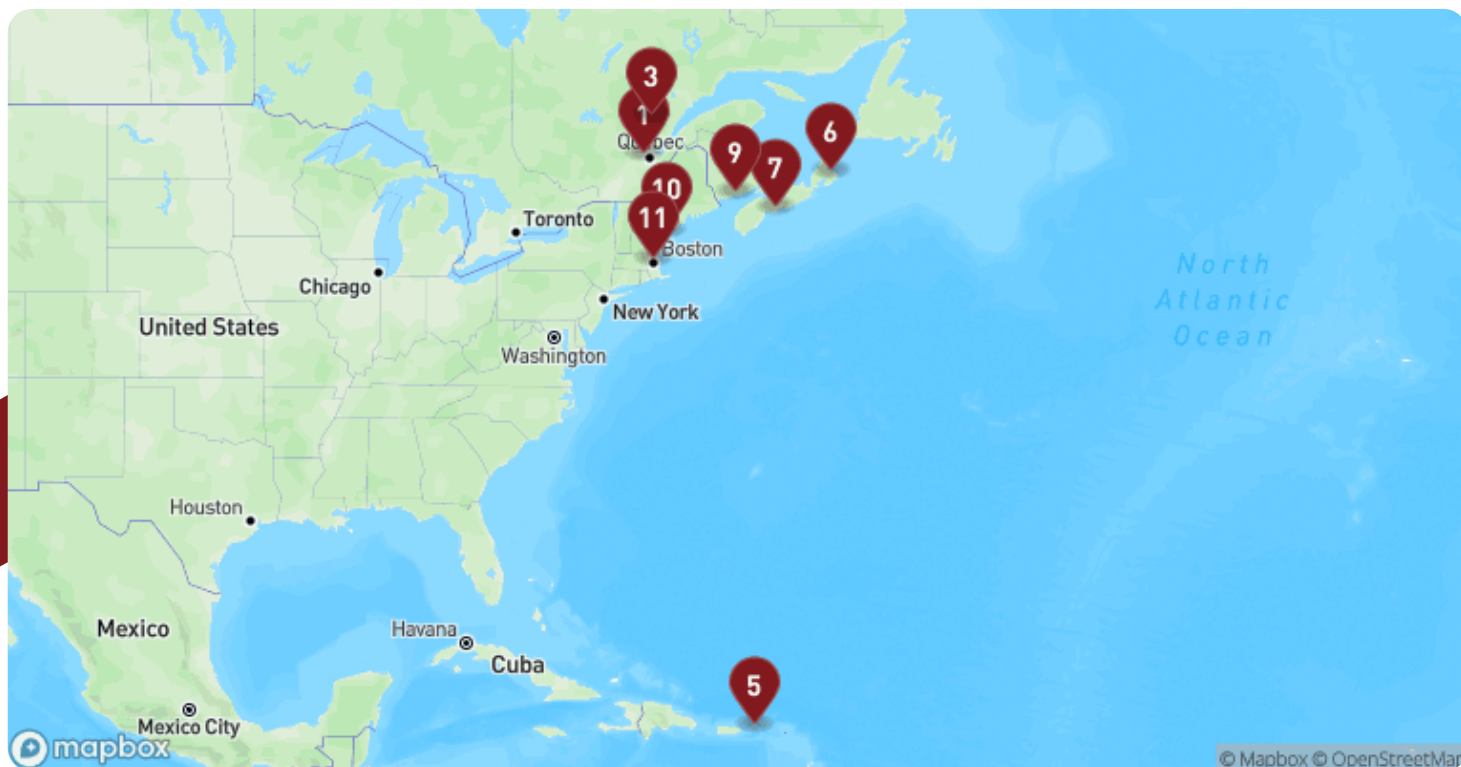 3
1
Quebec
6
9
7
10
11
Toronto
Boston
Chicago
New York
United States
Washington
North
Atlantic
Ocean
Houston
Mexico
Havana
Cuba
5
Mexico City
mapbox
© Mapbox © OpenStreetMap